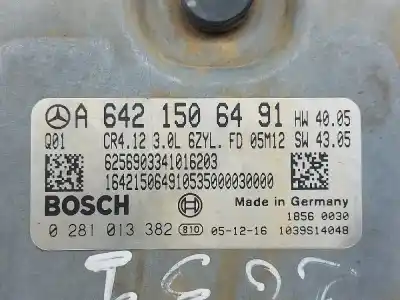 A 642 150 64 91 HW 40.05
Q01 CR4.12 3.0L 6ZYL. FD 05M12 SW 43.05
6256903341016203
164215064910535000030000
BOSCH Made in Germany
1856 0030
0 281 013 382 810 05-12-16 1039S14048